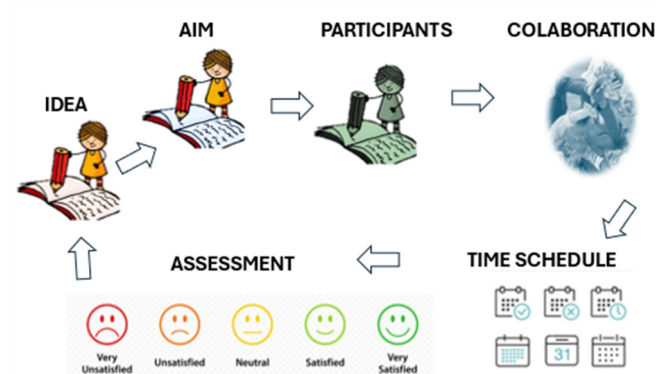 AIM
PARTICIPANTS
COLABORATION
IDEA
ASSESSMENT
TIME SCHEDULE
Very
Unsatisfied
Unsatisfied
Neutral
Satisfied
Very
Satisfied
31